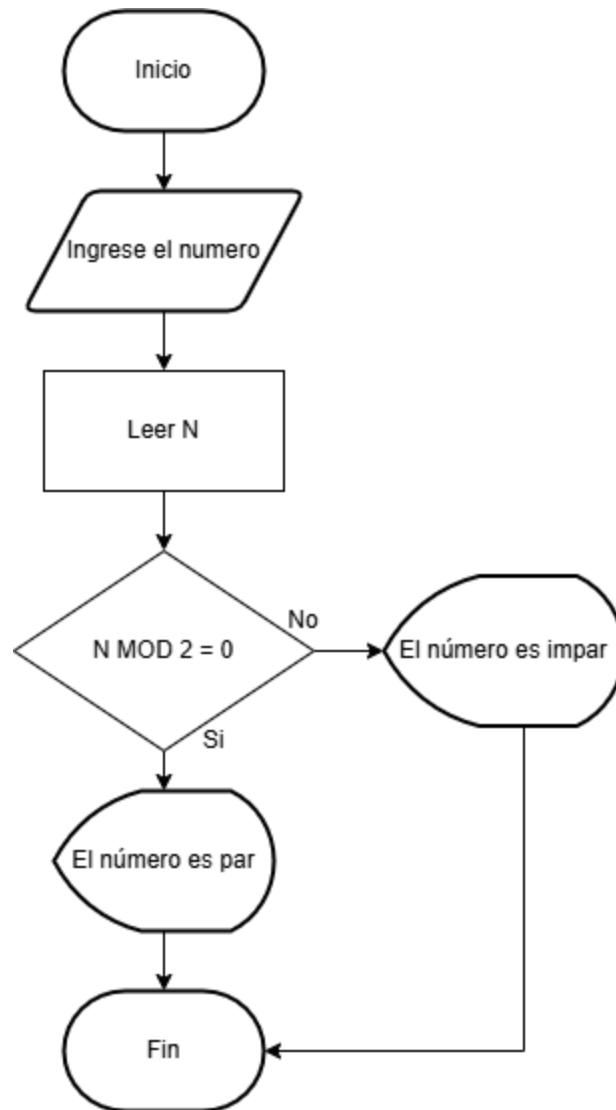 Inicio
Ingrese el numero
Leer N
N MOD 2 = 0
No
El número es impar
Si
El número es par
Fin